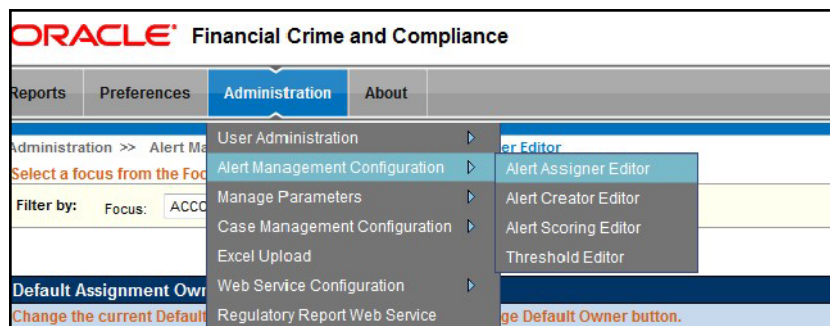 ORACLE Financial Crime and Compliance
Reports Preferences Administration About
Administration >> Alert Ma er Editor
Select a focus from the Foc
Filter by: Focus: ACCO
User Administration
Alert Management Configuration
Manage Parameters
Case Management Configuration
Excel Upload
Web Service Configuration
Regulatory Report Web Service
Alert Assigner Editor
Alert Creator Editor
Alert Scoring Editor
Threshold Editor
Default Assignment Own
Change the current Default ge Default Owner button.